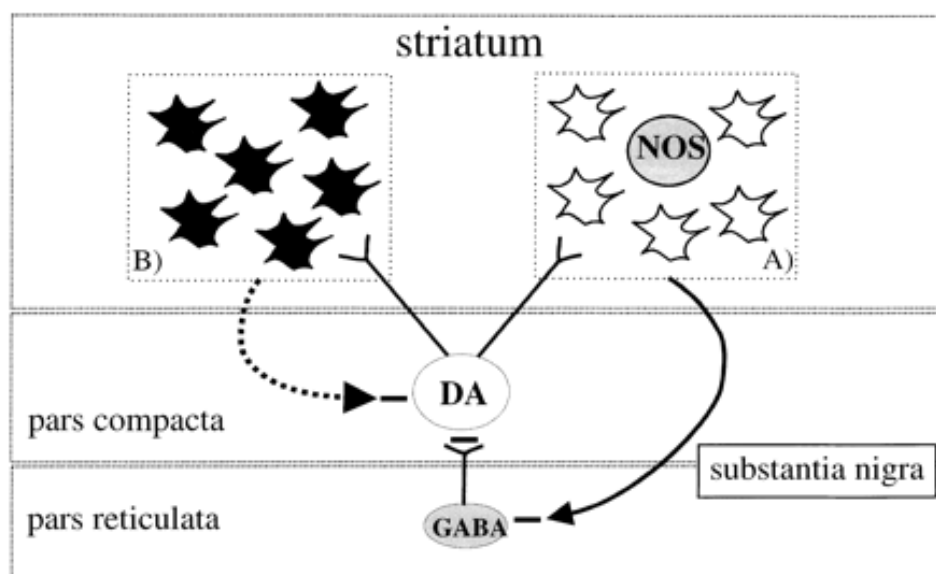 striatum
NOS
B)
A)
DA
pars compacta
substantia nigra
pars reticulata
GABA